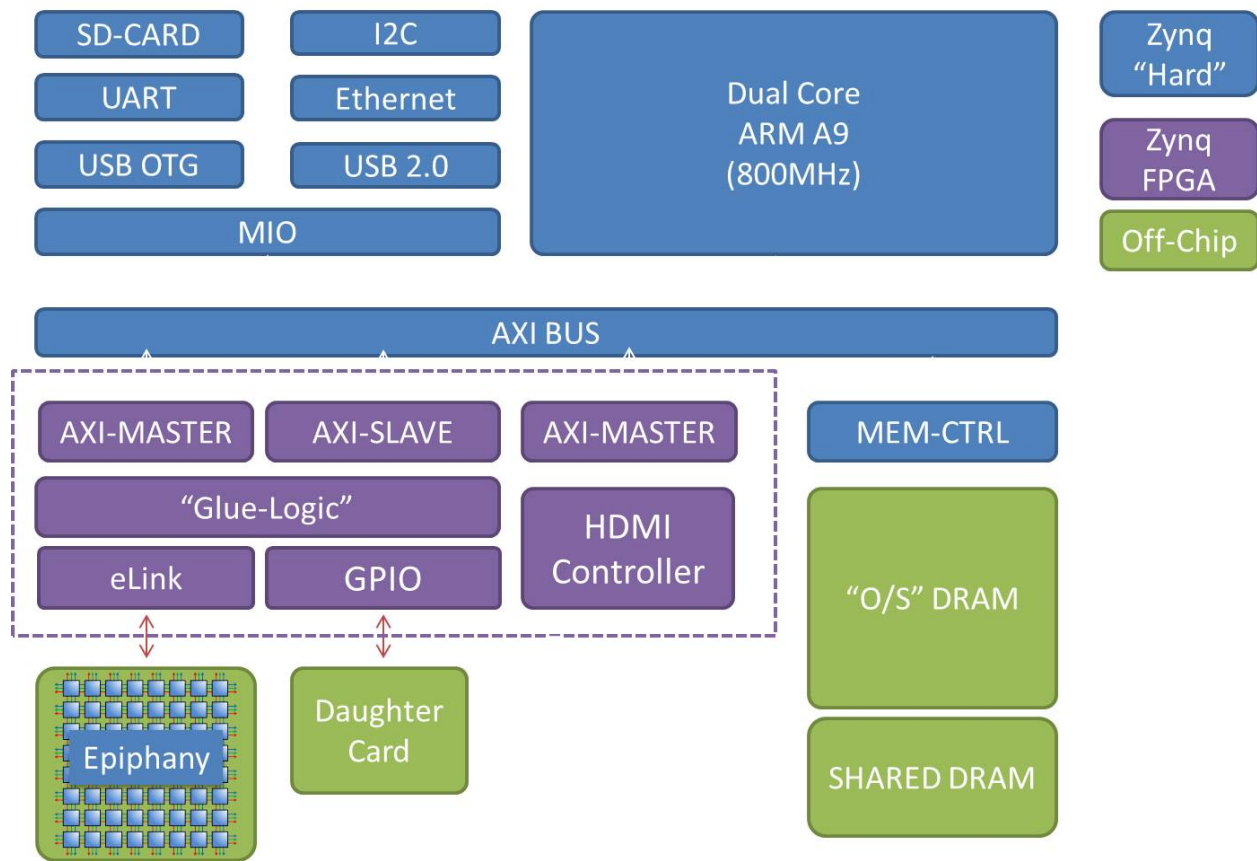 SD-CARD
I2C
UART
Ethernet
USB OTG
USB 2.0
MIO
Dual Core
ARM A9
(800MHz)
Zynq
“Hard”
Zynq
FPGA
Off-Chip
AXI BUS
AXI-MASTER
AXI-SLAVE
AXI-MASTER
MEM-CTRL
“Glue-Logic”
HDMI
Controller
eLink
GPIO
“O/S” DRAM
Epiphany
Daughter
Card
SHARED DRAM